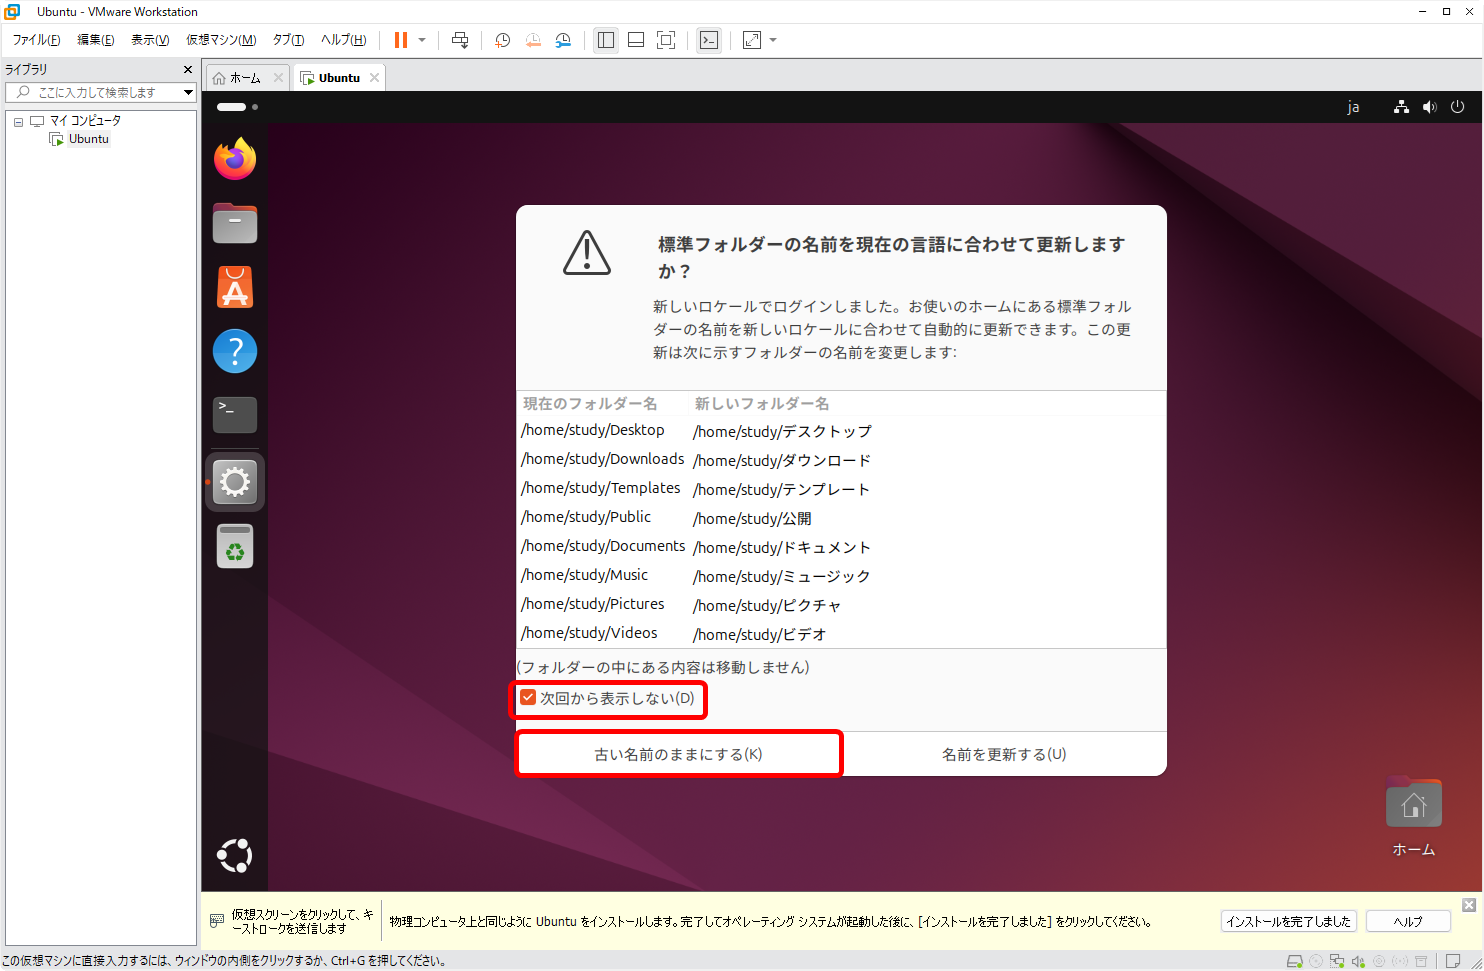 Ubuntu - VMware Workstation
ファイル(F) 編集(E) 表示(V) 仮想マシン(M) タブ(T) ヘルプ(H)
ライブラリ
ここに入力して検索します
マイ コンピュータ
Ubuntu
ホーム
Ubuntu
ja
標準フォルダーの名前を現在の言語に合わせて更新します
か？
新しいロケールでログインしました。お使いのホームにある標準フォル
ダーの名前を新しいロケールに合わせて自動的に更新できます。この更
新は次に示すフォルダーの名前を変更します:
現在のフォルダー名 新しいフォルダー名
/home/study/Desktop /home/study/デスクトップ
/home/study/Downloads /home/study/ダウンロード
/home/study/Templates /home/study/テンプレート
/home/study/Public /home/study/公開
/home/study/Documents /home/study/ドキュメント
/home/study/Music /home/study/ミュージック
/home/study/Pictures /home/study/ピクチャ
/home/study/Videos /home/study/ビデオ
(フォルダーの中にある内容は移動しません)
次回から表示しない(D)
古い名前のままにする(K) 名前を更新する(U)
ホーム
仮想スクリーンをクリックして、キ
ーストロークを送信します
物理コンピュータ上と同じように Ubuntu をインストールします。完了してオペレーティング システムが起動した後に、[インストールを完了しました] をクリックしてください。
インストールを完了しました
ヘルプ
この仮想マシンに直接入力するには、ウィンドウの内側をクリックするか、Ctrl+G を押してください。